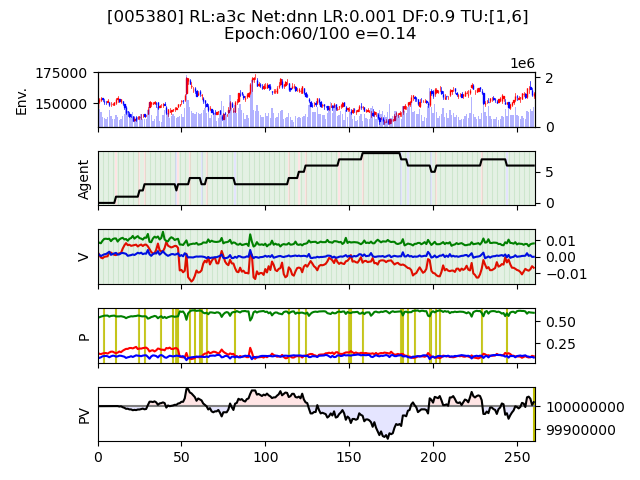 [005380] RL:a3c Net:dnn LR:0.001 DF:0.9 TU:[1,6]
Epoch:060/100 e=0.14
1e6
175000
150000
Env.
2
0
Agent
5
0
V
0.01
0.00
−0.01
P
0.50
0.25
PV
100000000
99900000
0 50 100 150 200 250